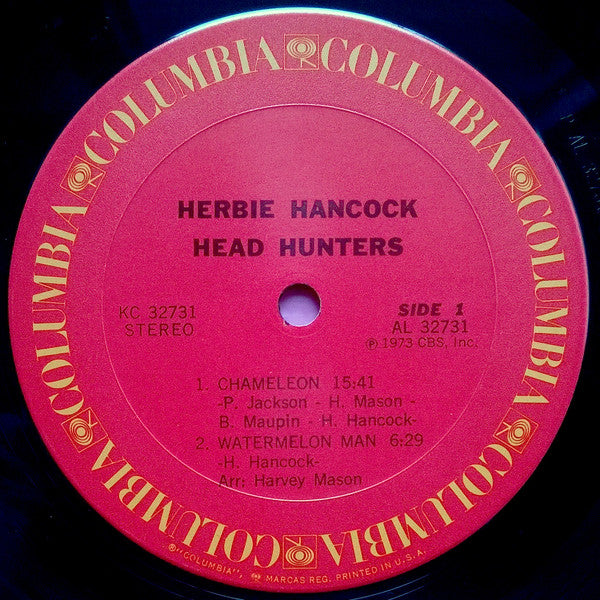 COLUMBIA COLUMBIA COLUMBIA COLUMBIA COLUMBIA COLUMBIA
HERBIE HANCOCK
HEAD HUNTERS
KC 32731
STEREO
SIDE 1
AL 32731
℗ 1973 CBS, Inc.
1. CHAMELEON 15:41
-P. Jackson - H. Mason -
B. Maupin - H. Hancock-
2. WATERMELON MAN 6:29
-H. Hancock-
Arr: Harvey Mason
®"COLUMBIA", MARCAS REG. PRINTED IN U.S.A.